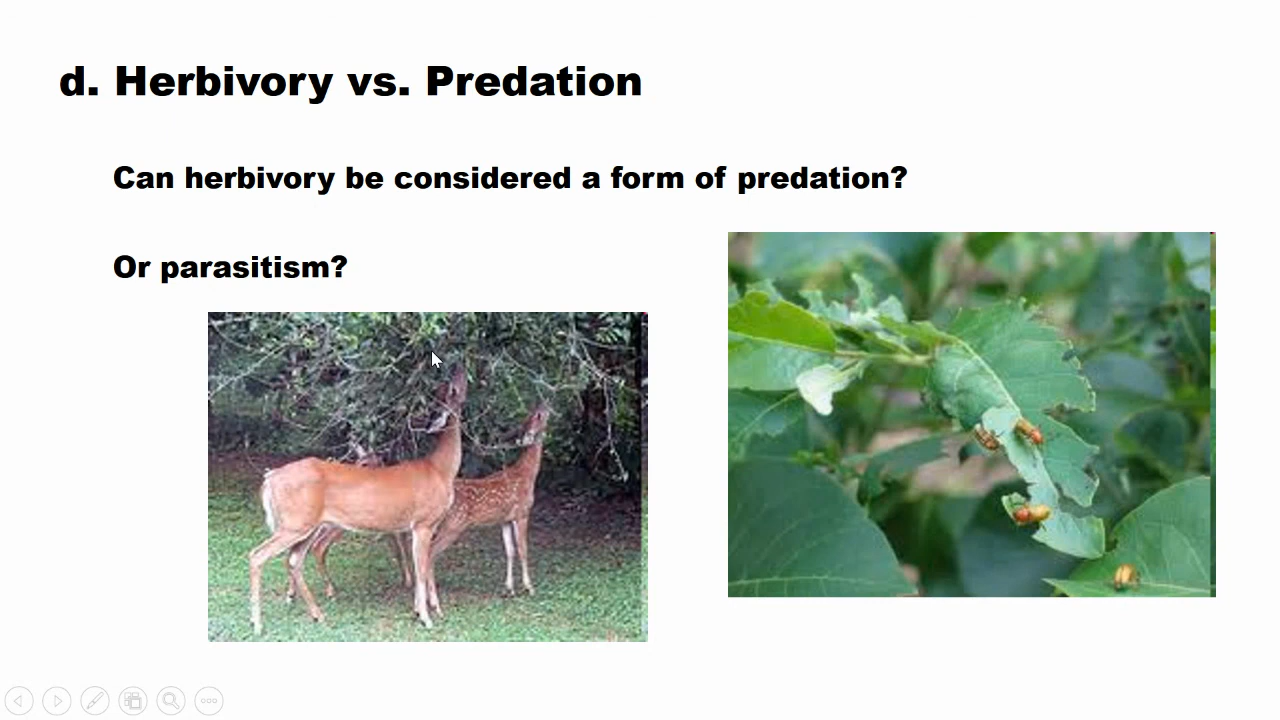 d. Herbivory vs. Predation
Can herbivory be considered a form of predation?
Or parasitism?